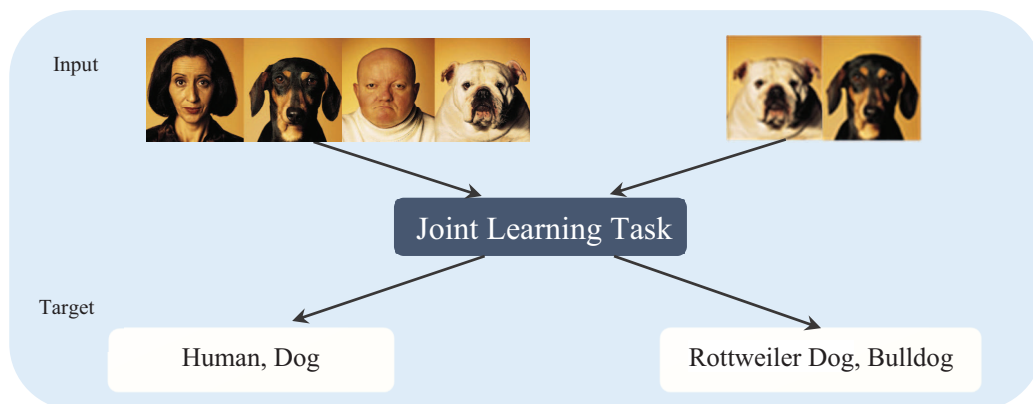 Input
Joint Learning Task
Target
Human, Dog
Rottweiler Dog, Bulldog